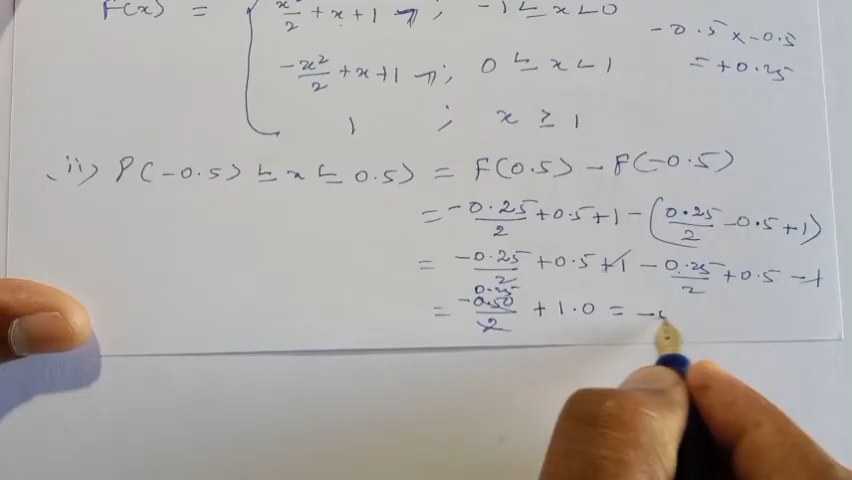 F(x) = x²/2 + x + 1 ; -1 ≤ x < 0
-x²/2 + x + 1 ; 0 ≤ x < 1
1 ; x ≥ 1
-0.5 x -0.5
= +0.25
ii) P(-0.5) ≤ x ≤ 0.5) = F(0.5) - F(-0.5)
= -0.25/2 + 0.5 + 1 - (0.25/2 - 0.5 + 1)
= -0.25/2 + 0.5 + 1 - 0.25/2 + 0.5 - 1
0.25
= -0.50/2 + 1.0 = -